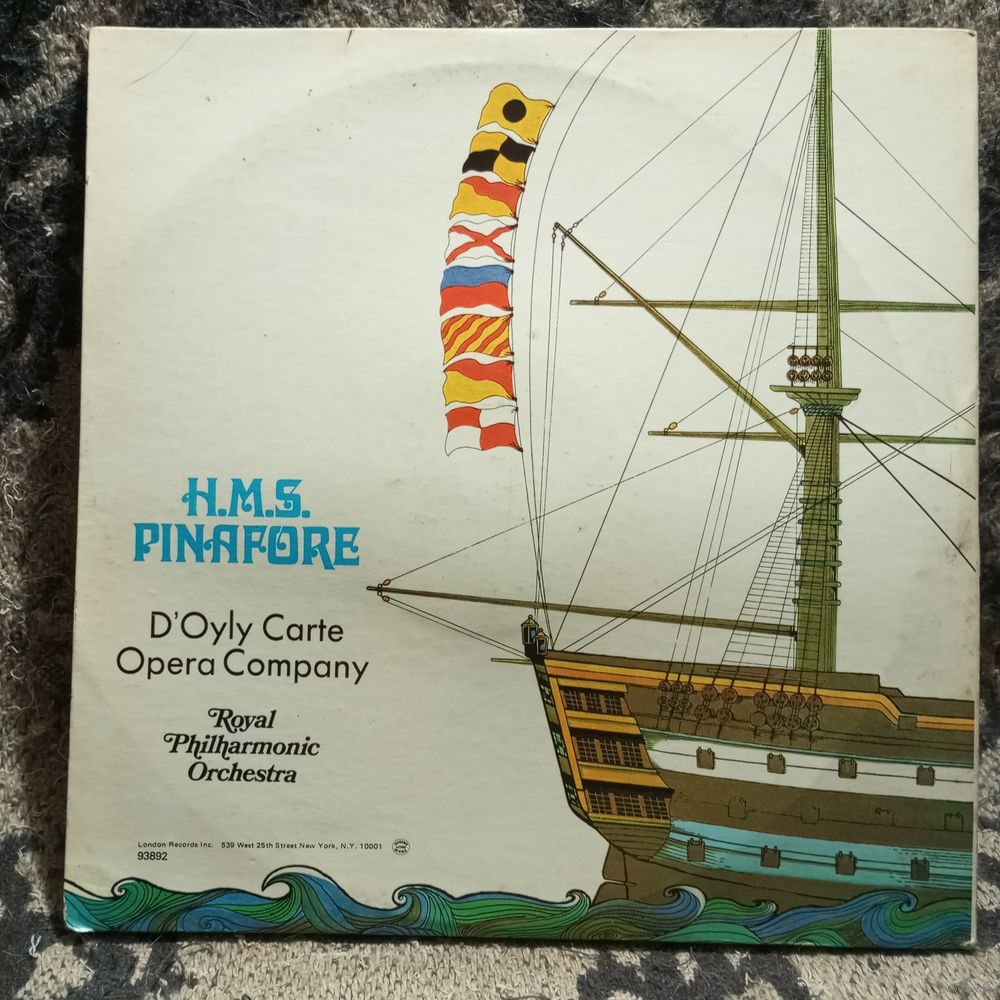 H.M.S.
PINAFORE
D'Oyly Carte
Opera Company
Royal
Philharmonic
Orchestra
London Records Inc. 539 West 25th Street New York, N.Y. 10001
93892